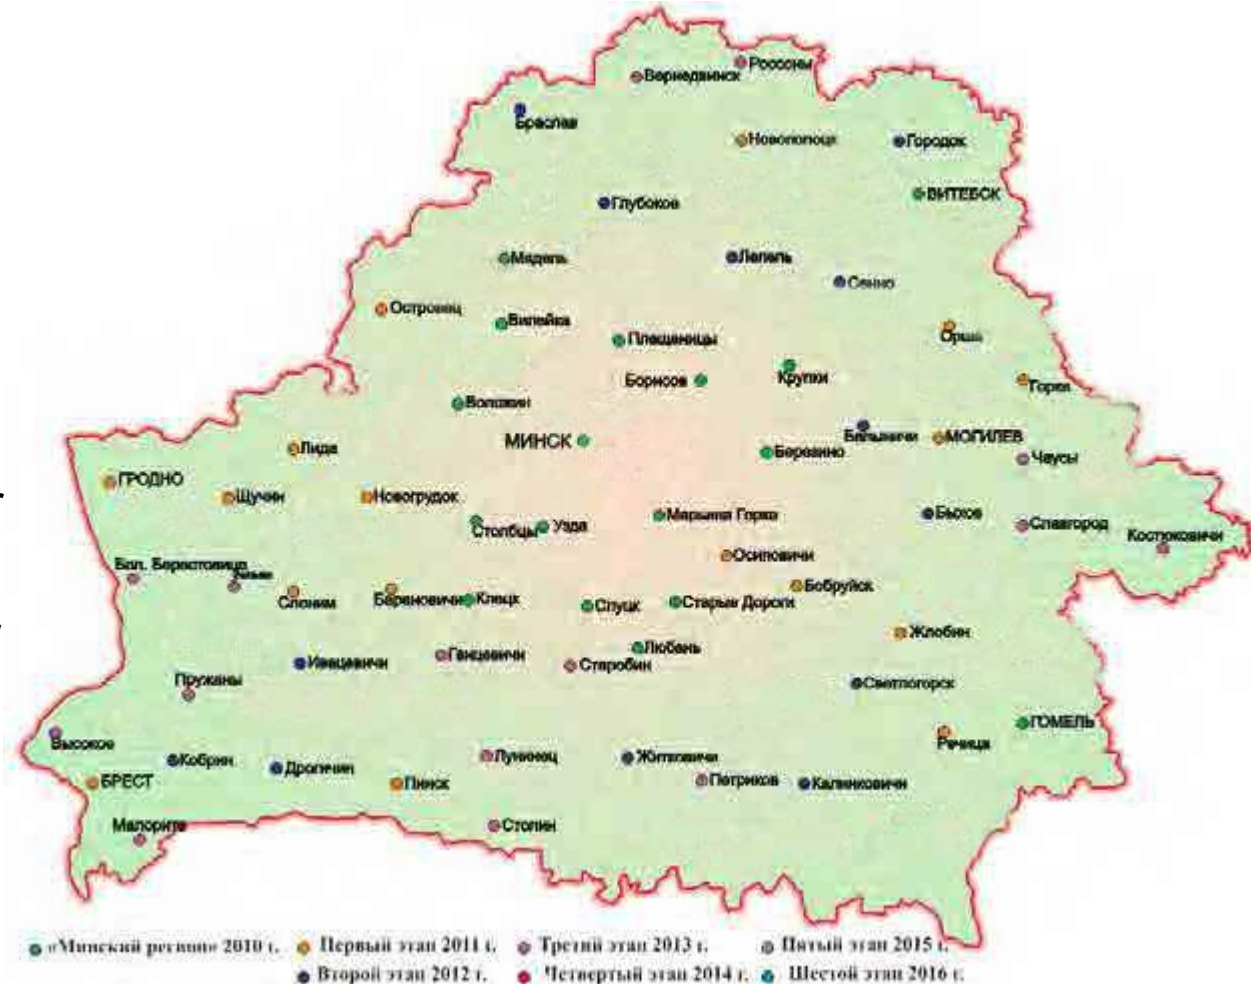 Россоны
Вернедвинск
Браслав
Новополоцк
Городок
ВИТЕБСК
Глубокое
Мядель
Лепель
Сенно
Островец
Вилейка
Плещеницы
Орша
Борисов
Крупки
Горки
Воложин
МИНСК
Белыничи
МОГИЛЕВ
Лида
Березино
Чаусы
ГРОДНО
Щучин
Новогрудок
Марьина Горка
Быхов
Славгород
Столбцы
Узда
Костюковичи
Осиповичи
Бол. Берестовица
Бобруйск
Слоним
Барановичи
Клецк
Слуцк
Старые Дороги
Жлобин
Любань
Ивацевичи
Ганцевичи
Старобин
Пружаны
Светлогорск
ГОМЕЛЬ
Высокое
Речица
Кобрин
Дрогичин
Лунинец
Житковичи
БРЕСТ
Пинск
Петриков
Калинковичи
Малорита
Столин
«Минский регион» 2010 г. Первый этап 2011 г. Третий этап 2013 г. Пятый этап 2015 г.
Второй этап 2012 г. Четвертый этап 2014 г. Шестой этап 2016 г.